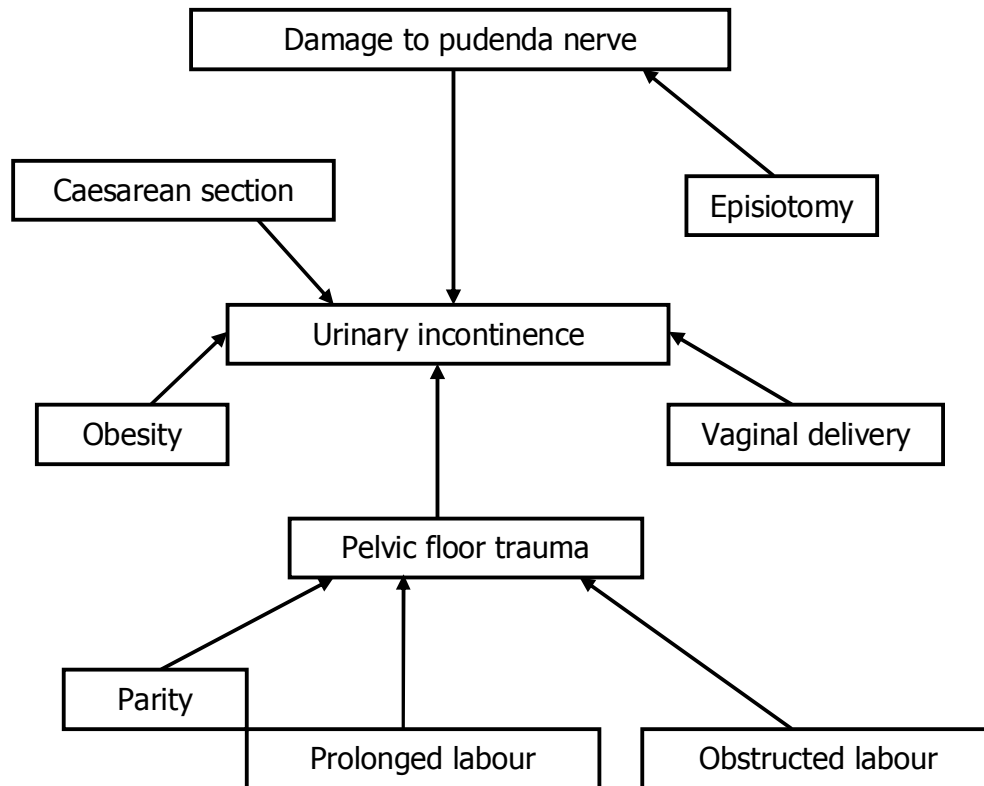 Damage to pudenda nerve
Caesarean section
Episiotomy
Urinary incontinence
Obesity
Vaginal delivery
Pelvic floor trauma
Parity
Prolonged labour
Obstructed labour